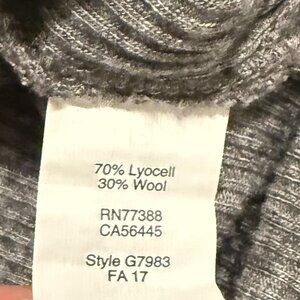 70% Lyocell
30% Wool
RN77388
CA56445
Style G7983
FA 17